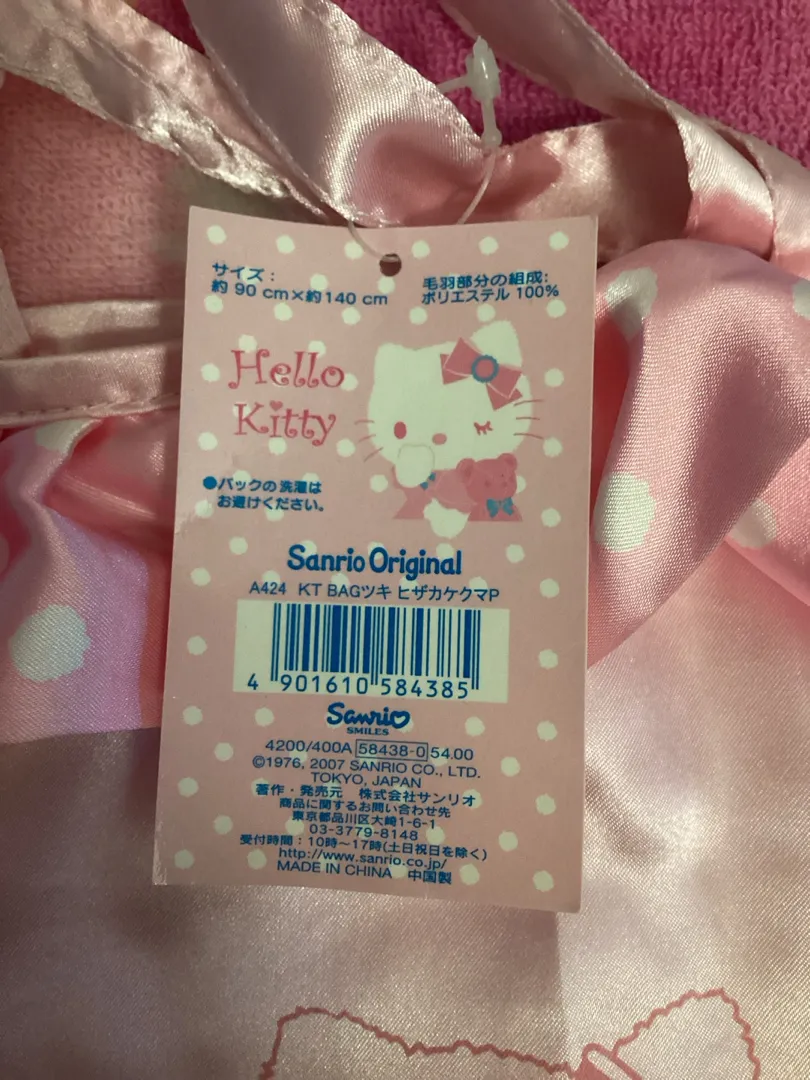 サイズ：
約 90 cm×約140 cm
毛羽部分の組成:
ポリエステル 100%
Hello
Kitty
●バックの洗濯は
お避けください。
Sanrio Original
A424 KT BAGツキ ヒザカケクマP
4 901610 584385
Sanrio
SMILES
4200/400A 58438-0 54.00
©1976, 2007 SANRIO CO., LTD.
TOKYO, JAPAN
著作・発売元 株式会社サンリオ
商品に関するお問い合わせ先
東京都品川区大崎1-6-1
03-3779-8148
受付時間：10時〜17時(土日祝日を除く)
http://www.sanrio.co.jp/
MADE IN CHINA 中国製